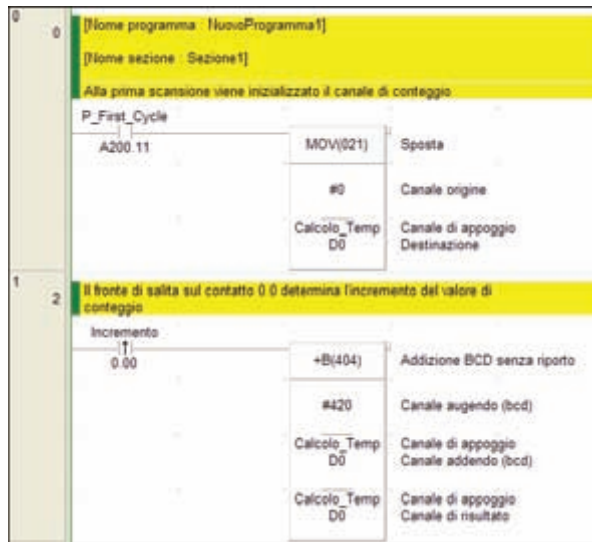 0
0
[Nome programma : NuovoProgramma1]
[Nome sezione : Sezione1]
Alla prima scansione viene inizializzato il canale di conteggio
P_First_Cycle
A200.11
MOV(021) Sposta
#0 Canale origine
Calcolo_Temp Canale di appoggio
D0 Destinazione
1
2
Il fronte di salita sul contatto 0.0 determina l'incremento del valore di
conteggio
Incremento
0.00
+B(404) Addizione BCD senza riporto
#420 Canale augendo (bcd)
Calcolo_Temp Canale di appoggio
D0 Canale addendo (bcd)
Calcolo_Temp Canale di appoggio
D0 Canale di risultato